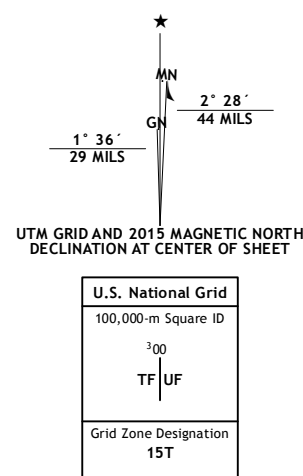 ★
MN
GN
2° 28´
44 MILS
1° 36´
29 MILS
UTM GRID AND 2015 MAGNETIC NORTH
DECLINATION AT CENTER OF SHEET
U.S. National Grid
100,000-m Square ID
³00
TF UF
Grid Zone Designation
15T